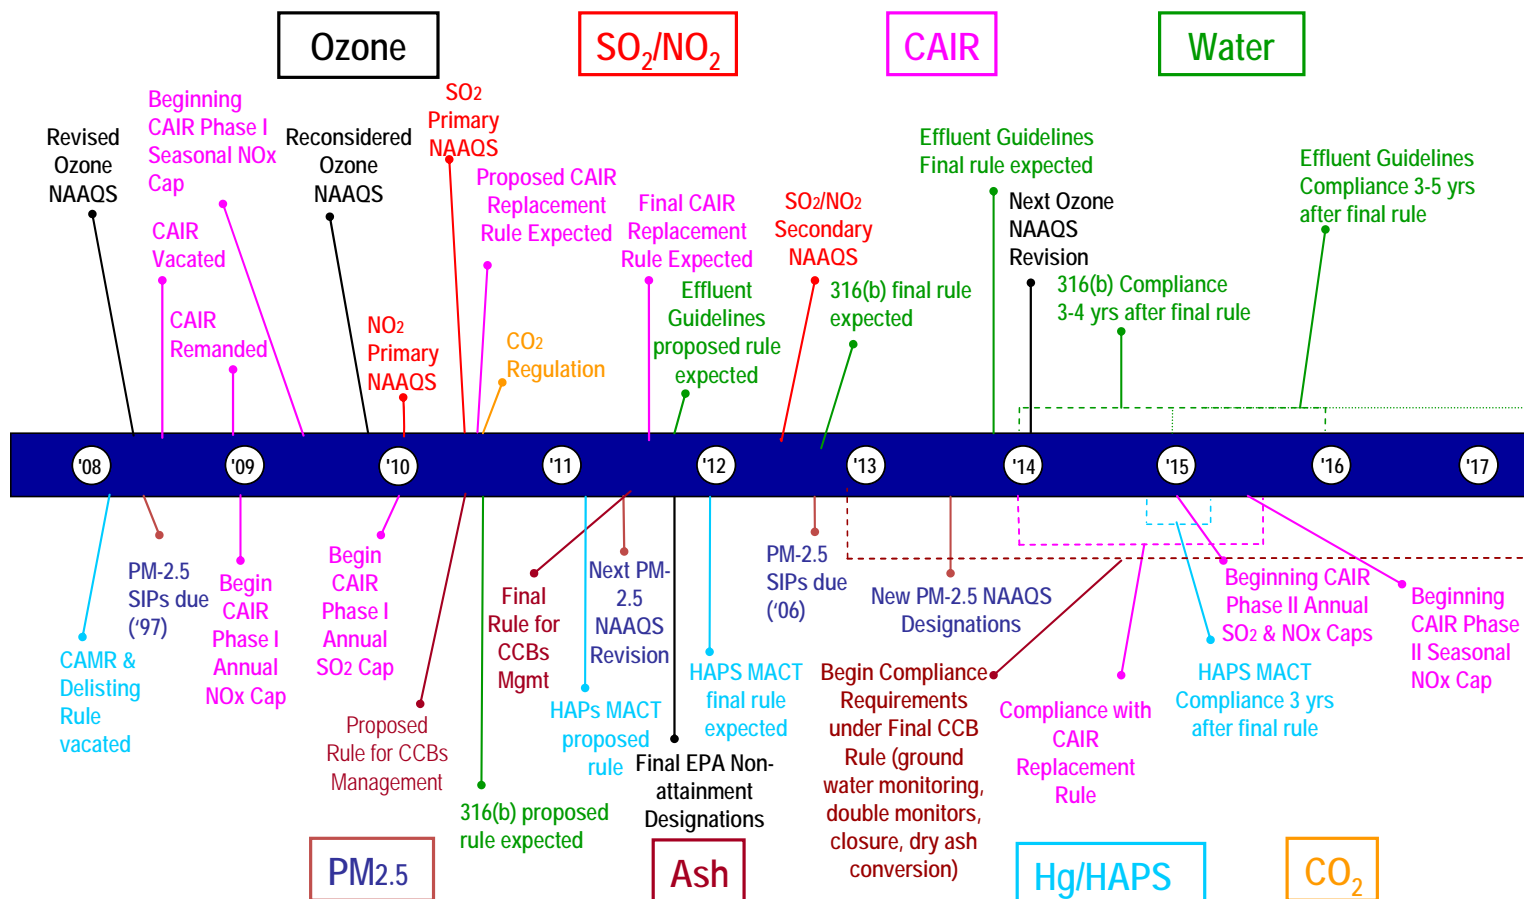 Ozone
SO2/NO2
CAIR
Water
Revised
Ozone
NAAQS
Beginning
CAIR Phase I
Seasonal NOx
Cap
CAIR
Vacated
CAIR
Remanded
Reconsidered
Ozone
NAAQS
NO2
Primary
NAAQS
SO2
Primary
NAAQS
Proposed CAIR
Replacement
Rule Expected
CO2
Regulation
Final CAIR
Replacement
Rule Expected
Effluent
Guidelines
proposed rule
expected
SO2/NO2
Secondary
NAAQS
316(b) final rule
expected
Effluent Guidelines
Final rule expected
Next Ozone
NAAQS
Revision
316(b) Compliance
3-4 yrs after final rule
Effluent Guidelines
Compliance 3-5 yrs
after final rule
'08
'09
'10
'11
'12
'13
'14
'15
'16
'17
CAMR &
Delisting
Rule
vacated
PM-2.5
SIPs due
('97)
Begin
CAIR
Phase I
Annual
NOx Cap
Begin
CAIR
Phase I
Annual
SO2 Cap
Proposed
Rule for CCBs
Management
316(b) proposed
rule expected
Final
Rule for
CCBs
Mgmt
HAPs MACT
proposed
rule
Next PM-
2.5
NAAQS
Revision
Final EPA Non-
attainment
Designations
HAPS MACT
final rule
expected
PM-2.5
SIPs due
('06)
New PM-2.5 NAAQS
Designations
Begin Compliance
Requirements
under Final CCB
Rule (ground
water monitoring,
double monitors,
closure, dry ash
conversion)
Compliance with
CAIR
Replacement
Rule
Beginning CAIR
Phase II Annual
SO2 & NOx Caps
HAPS MACT
Compliance 3 yrs
after final rule
Beginning
CAIR Phase
II Seasonal
NOx Cap
PM2.5
Ash
Hg/HAPS
CO2